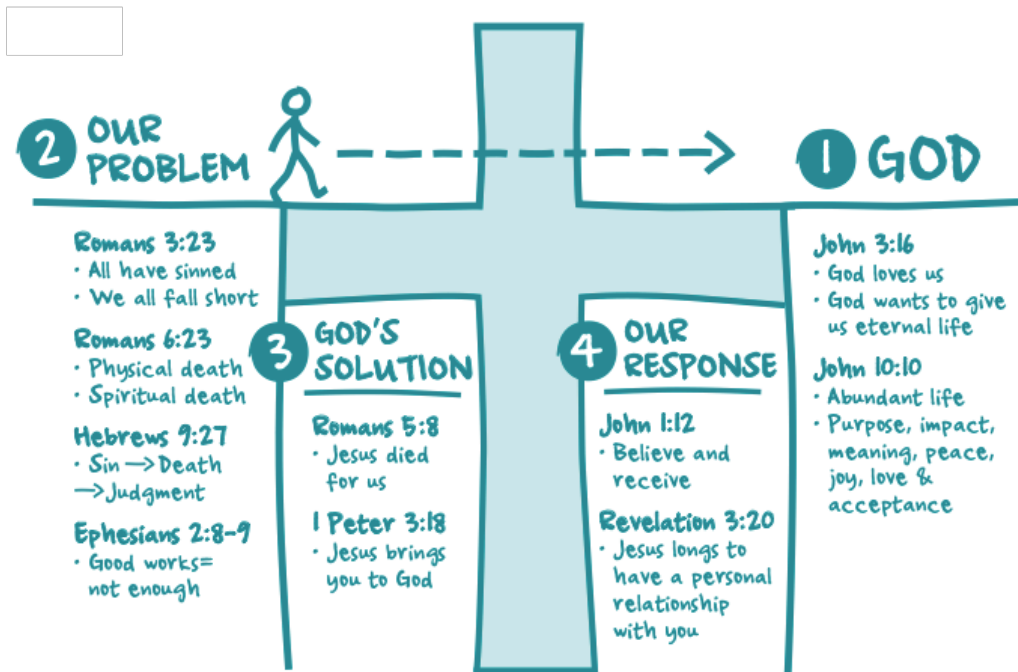 2 OUR
PROBLEM
1 GOD
Romans 3:23
· All have sinned
· We all fall short
Romans 6:23
· Physical death
· Spiritual death
Hebrews 9:27
· Sin →Death
→Judgment
Ephesians 2:8-9
· Good works=
not enough
3 GOD'S
SOLUTION
Romans 5:8
· Jesus died
for us
1 Peter 3:18
· Jesus brings
you to God
4 OUR
RESPONSE
John 1:12
· Believe and
receive
Revelation 3:20
· Jesus longs to
have a personal
relationship
with you
John 3:16
· God loves us
· God wants to give
us eternal life
John 10:10
· Abundant life
· Purpose, impact,
meaning, peace,
joy, love &
acceptance